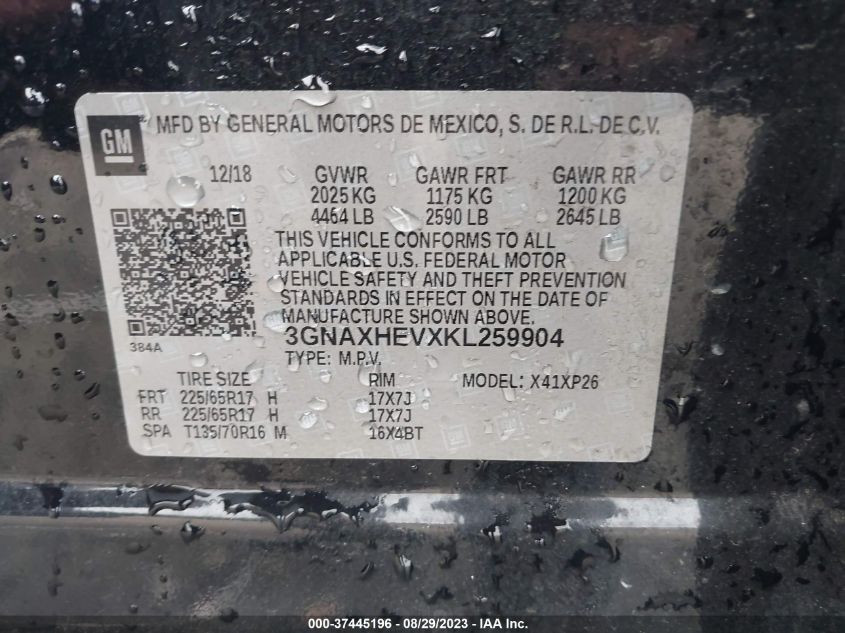 GM
MFD BY GENERAL MOTORS DE MEXICO, S. DE R.L. DE C.V.
12/18 GVWR GAWR FRT GAWR RR
2025 KG 1175 KG 1200 KG
4464 LB 2590 LB 2645 LB
THIS VEHICLE CONFORMS TO ALL
APPLICABLE U.S. FEDERAL MOTOR
VEHICLE SAFETY AND THEFT PREVENTION
STANDARDS IN EFFECT ON THE DATE OF
MANUFACTURE SHOWN ABOVE.
3GNAXHEVXKL259904
384A
TYPE: M.P.V.
TIRE SIZE RIM MODEL: X41XP26
FRT 225/65R17 H 17X7J
RR 225/65R17 H 17X7J
SPA T135/70R16 M 16X4BT
000-37445196 - 08/29/2023 - IAA Inc.